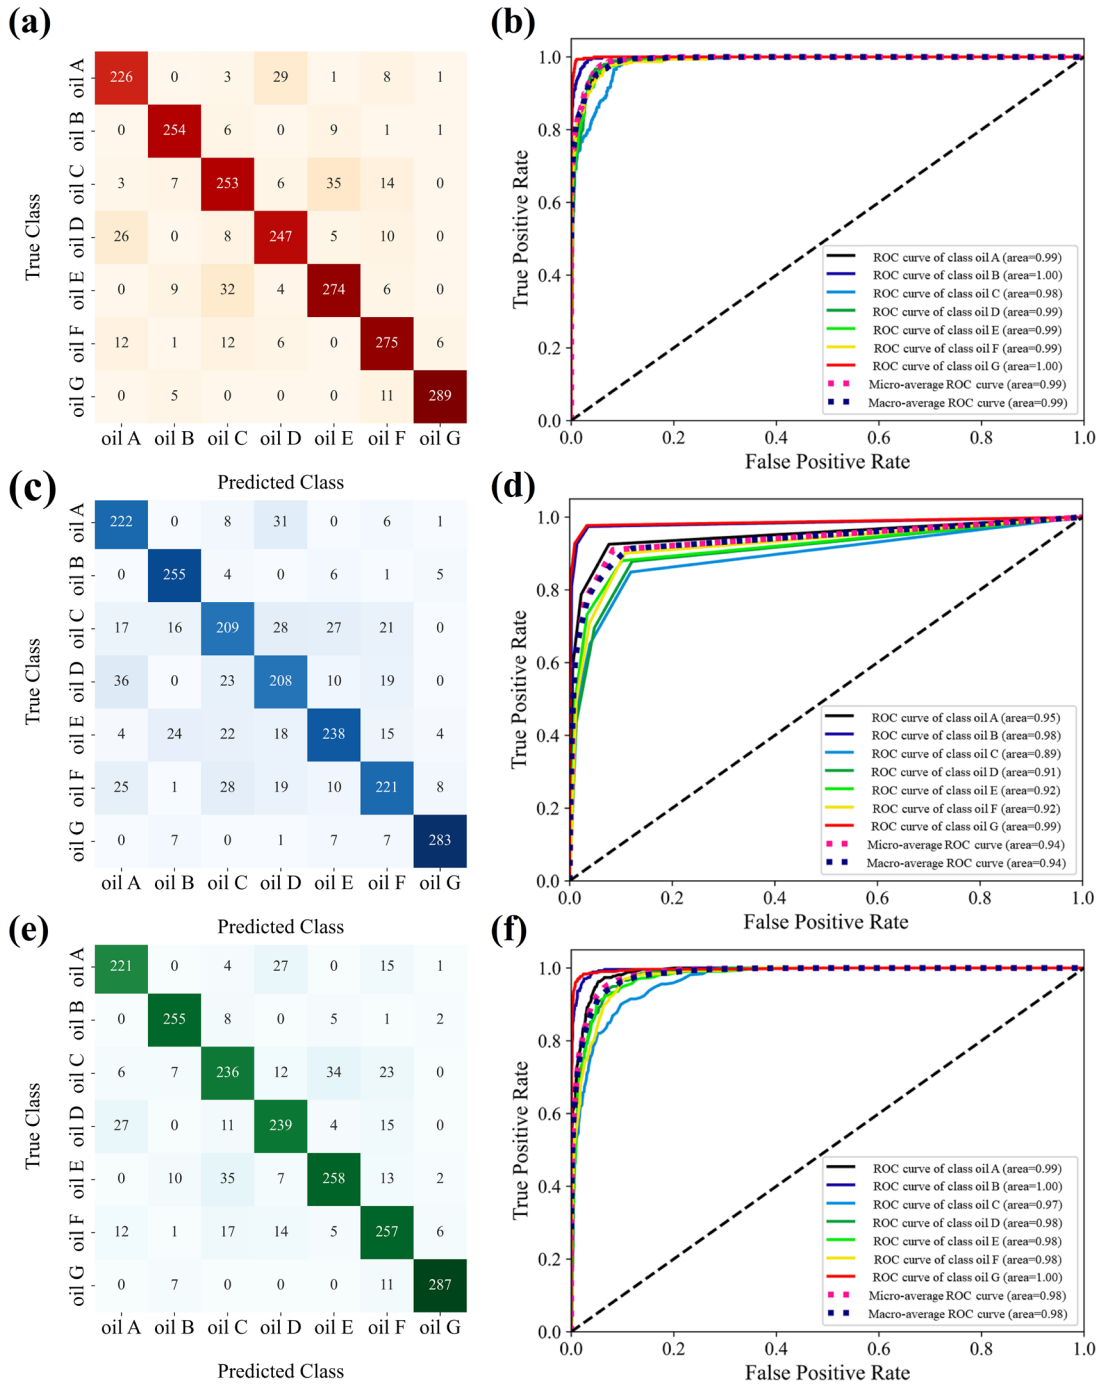 (a)
True Class
oil A 226 0 3 29 1 8 1
oil B 0 254 6 0 9 1 1
oil C 3 7 253 6 35 14 0
oil D 26 0 8 247 5 10 0
oil E 0 9 32 4 274 6 0
oil F 12 1 12 6 0 275 6
oil G 0 5 0 0 0 11 289
oil A oil B oil C oil D oil E oil F oil G
Predicted Class
(b)
True Positive Rate
1.0
0.8
0.6
0.4
0.2
0.0
0.0 0.2 0.4 0.6 0.8 1.0
False Positive Rate
ROC curve of class oil A (area=0.99)
ROC curve of class oil B (area=1.00)
ROC curve of class oil C (area=0.98)
ROC curve of class oil D (area=0.99)
ROC curve of class oil E (area=0.99)
ROC curve of class oil F (area=0.99)
ROC curve of class oil G (area=1.00)
Micro-average ROC curve (area=0.99)
Macro-average ROC curve (area=0.99)
(c)
True Class
oil A 222 0 8 31 0 6 1
oil B 0 255 4 0 6 1 5
oil C 17 16 209 28 27 21 0
oil D 36 0 23 208 10 19 0
oil E 4 24 22 18 238 15 4
oil F 25 1 28 19 10 221 8
oil G 0 7 0 1 7 7 283
oil A oil B oil C oil D oil E oil F oil G
Predicted Class
(d)
True Positive Rate
1.0
0.8
0.6
0.4
0.2
0.0
0.0 0.2 0.4 0.6 0.8 1.0
False Positive Rate
ROC curve of class oil A (area=0.95)
ROC curve of class oil B (area=0.98)
ROC curve of class oil C (area=0.89)
ROC curve of class oil D (area=0.91)
ROC curve of class oil E (area=0.92)
ROC curve of class oil F (area=0.92)
ROC curve of class oil G (area=0.99)
Micro-average ROC curve (area=0.94)
Macro-average ROC curve (area=0.94)
(e)
True Class
oil A 221 0 4 27 0 15 1
oil B 0 255 8 0 5 1 2
oil C 6 7 236 12 34 23 0
oil D 27 0 11 239 4 15 0
oil E 0 10 35 7 258 13 2
oil F 12 1 17 14 5 257 6
oil G 0 7 0 0 0 11 287
oil A oil B oil C oil D oil E oil F oil G
Predicted Class
(f)
True Positive Rate
1.0
0.8
0.6
0.4
0.2
0.0
0.0 0.2 0.4 0.6 0.8 1.0
False Positive Rate
ROC curve of class oil A (area=0.99)
ROC curve of class oil B (area=1.00)
ROC curve of class oil C (area=0.97)
ROC curve of class oil D (area=0.98)
ROC curve of class oil E (area=0.98)
ROC curve of class oil F (area=0.98)
ROC curve of class oil G (area=1.00)
Micro-average ROC curve (area=0.98)
Macro-average ROC curve (area=0.98)